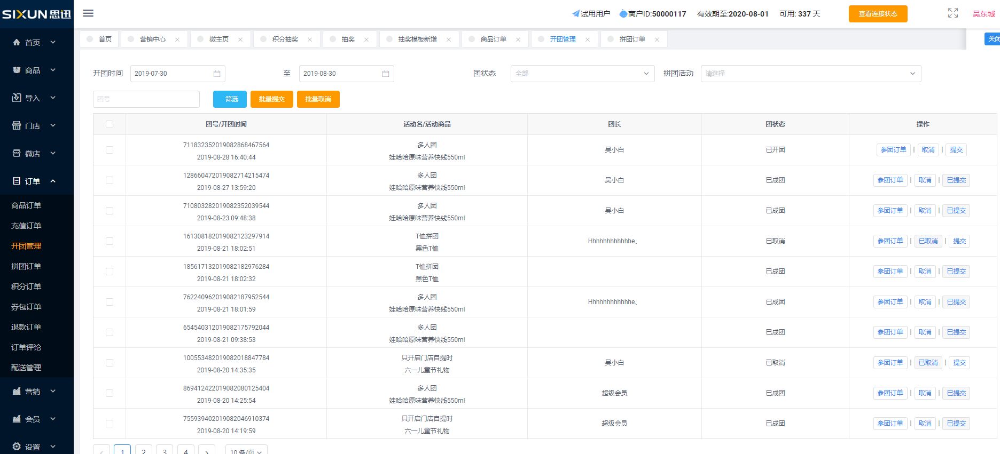 SIXUN思迅
试用用户 商户ID:50000117 有效期至:2020-08-01 可用: 337 天 查看连接状态 吴东城
首页 营销中心 微主页 积分抽奖 抽奖 抽奖模板新增 商品订单 开团管理 拼团订单 关闭
首页
商品
导入
门店
微店
订单
商品订单
充值订单
开团管理
拼团订单
积分订单
券包订单
退款订单
订单评论
配送管理
营销
会员
设置
开团时间 2019-07-30 至 2019-08-30 团状态 全部 拼团活动 请选择
团号 筛选 批量提交 批量取消
团号/开团时间 活动名/活动商品 团长 团状态 操作
711832352019082868467564 多人团
2019-08-28 16:40:44 娃哈哈原味营养快线550ml
吴小白 已开团 参团订单 | 取消 | 提交
128660472019082714215474 多人团
2019-08-27 13:59:20 娃哈哈原味营养快线550ml
吴小白 已成团 参团订单 | 取消 | 已提交
710803282019082352039544 多人团
2019-08-23 09:48:38 娃哈哈原味营养快线550ml
吴小白 已成团 参团订单 | 取消 | 已提交
161308182019082123297914 T恤拼团
2019-08-21 18:02:51 黑色T恤
Hhhhhhhhhhhhe、 已取消 参团订单 | 已取消 | 提交
185617132019082182976284 T恤拼团
2019-08-21 18:02:32 黑色T恤
已成团 参团订单 | 取消 | 已提交
762240962019082187952544 多人团
2019-08-21 18:01:59 娃哈哈原味营养快线550ml
Hhhhhhhhhhhhe、 已成团 参团订单 | 取消 | 已提交
654540312019082175792044 多人团
2019-08-21 09:38:53 娃哈哈原味营养快线550ml
已成团 参团订单 | 取消 | 已提交
100553482019082018847784 只开启门店自提时
2019-08-20 14:35:35 六一儿童节礼物
吴小白 已取消 参团订单 | 已取消 | 提交
869412422019082080125404 多人团
2019-08-20 14:25:54 娃哈哈原味营养快线550ml
超级会员 已成团 参团订单 | 取消 | 已提交
755939402019082046910374 只开启门店自提时
2019-08-20 14:19:59 六一儿童节礼物
超级会员 已成团 参团订单 | 取消 | 已提交
1 2 3 4 10 条/页